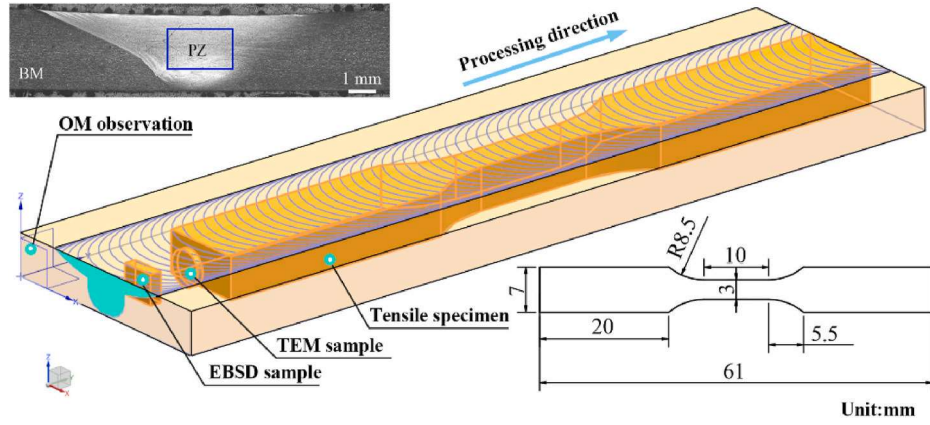 PZ
BM
1 mm
Processing direction
OM observation
z
x
R8.5
10
7
3
Tensile specimen
20
5.5
TEM sample
EBSD sample
61
z
x
Unit:mm